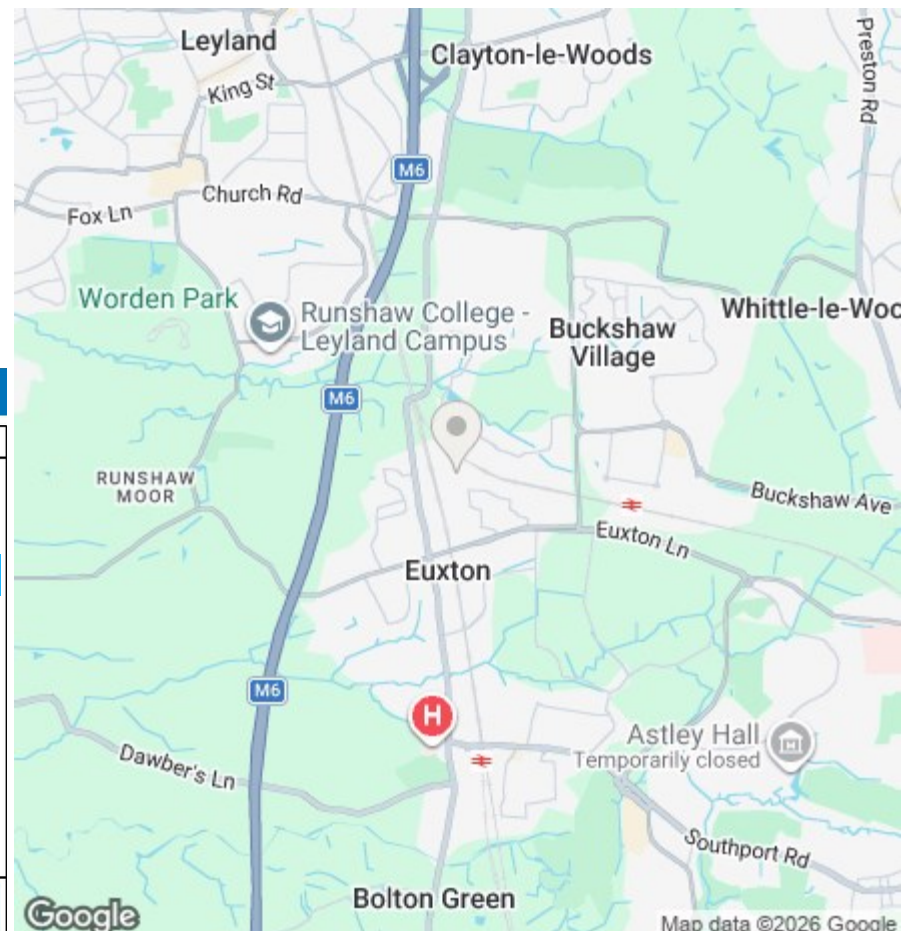 Leyland
Clayton-le-Woods
Preston Rd
King St
M6
Church Rd
Fox Ln
Worden Park
Runshaw College -
Leyland Campus
Whittle-le-Woo
Buckshaw
Village
M6
RUNSHAW
MOOR
Buckshaw Ave
Euxton Ln
Euxton
M6
H
Astley Hall
Temporarily closed
Dawber's Ln
Southport Rd
Bolton Green
Google
Map data ©2026 Google